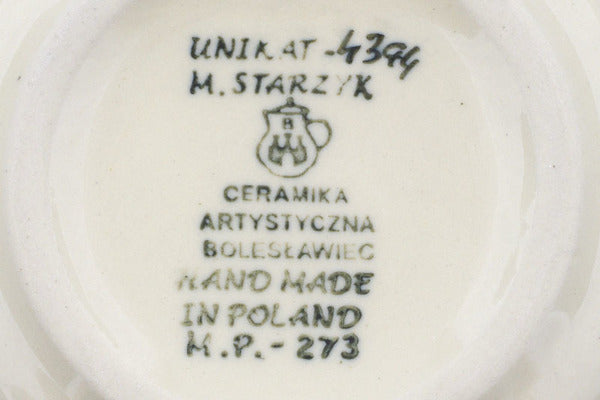 UNIKAT-4394
M. STARZYK
B
CERAMIKA
ARTYSTYCZNA
BOLESŁAWIEC
HAND MADE
IN POLAND
M.P.-273